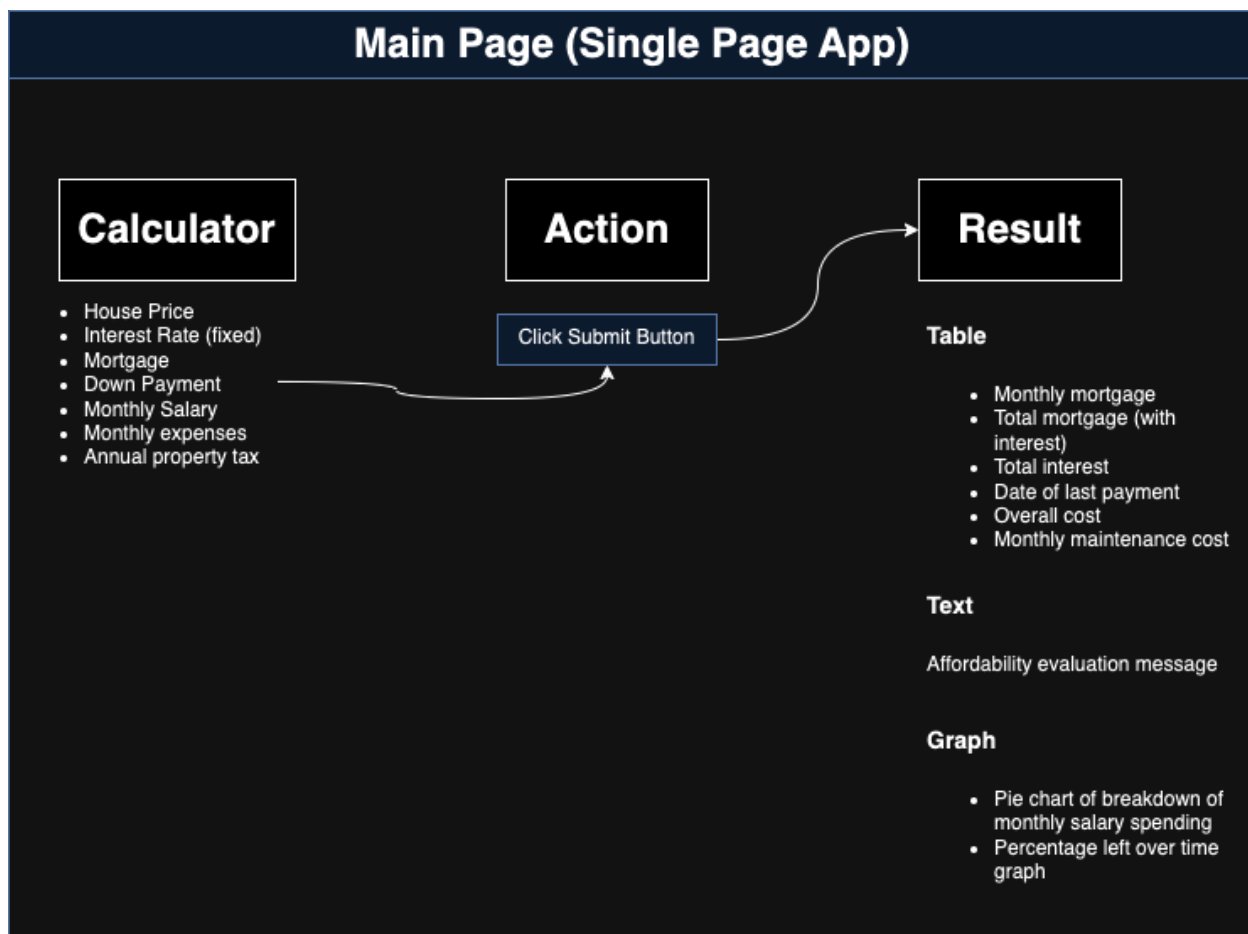 Main Page (Single Page App)
Calculator
House Price
Interest Rate (fixed)
Mortgage
Down Payment
Monthly Salary
Monthly expenses
Annual property tax
Action
Click Submit Button
Result
Table
Monthly mortgage
Total mortgage (with
interest)
Total interest
Date of last payment
Overall cost
Monthly maintenance cost
Text
Affordability evaluation message
Graph
Pie chart of breakdown of
monthly salary spending
Percentage left over time
graph